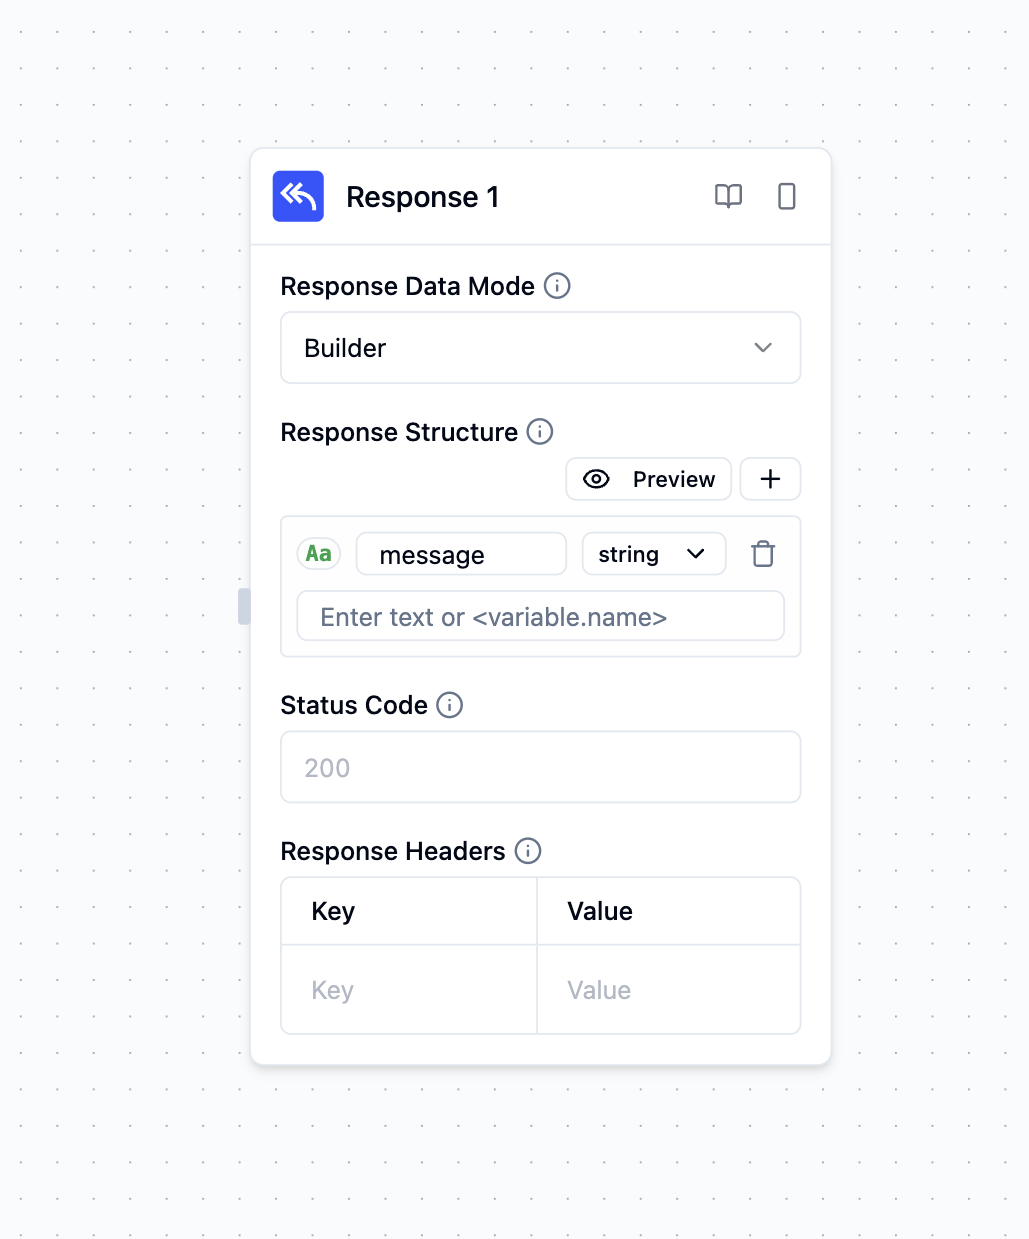 Response 1
Response Data Mode
Builder
Response Structure
Preview
Aa message string
Enter text or <variable.name>
Status Code
200
Response Headers
Key Value
Key Value